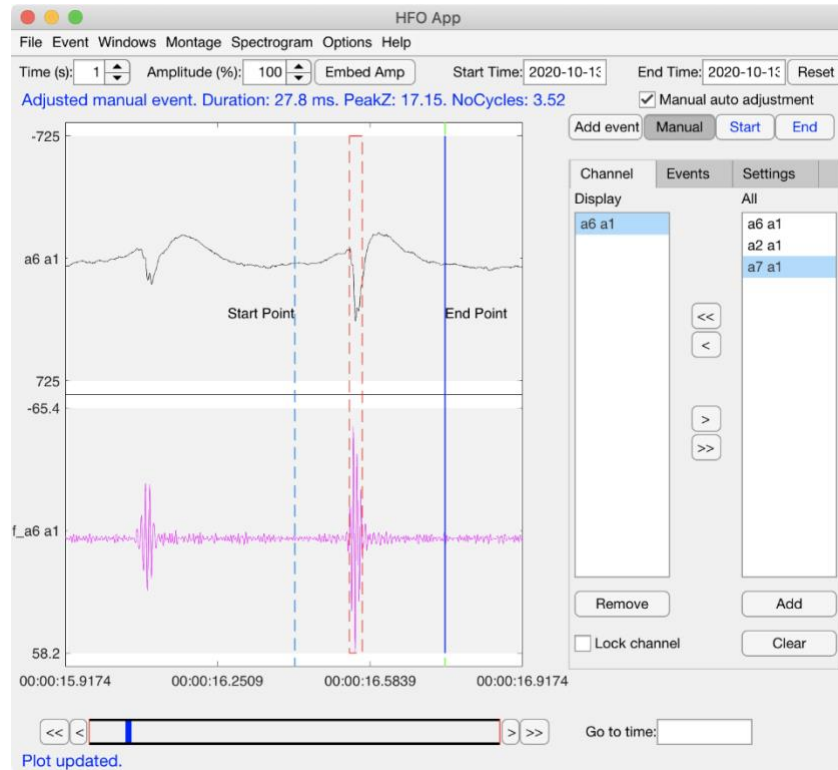 HFO App
File Event Windows Montage Spectrogram Options Help
Time (s): 1 Amplitude (%): 100 Embed Amp Start Time: 2020-10-13 End Time: 2020-10-13 Reset
Adjusted manual event. Duration: 27.8 ms. PeakZ: 17.15. NoCycles: 3.52
Manual auto adjustment
Add event Manual Start End
-725
a6 a1
Start Point
End Point
725
-65.4
f_a6 a1
58.2
00:00:15.9174 00:00:16.2509 00:00:16.5839 00:00:16.9174
Channel Events Settings
Display All
a6 a1
a6 a1
a2 a1
a7 a1
<<
<
>
>>
Remove Add
Lock channel Clear
<< < > >> Go to time:
Plot updated.